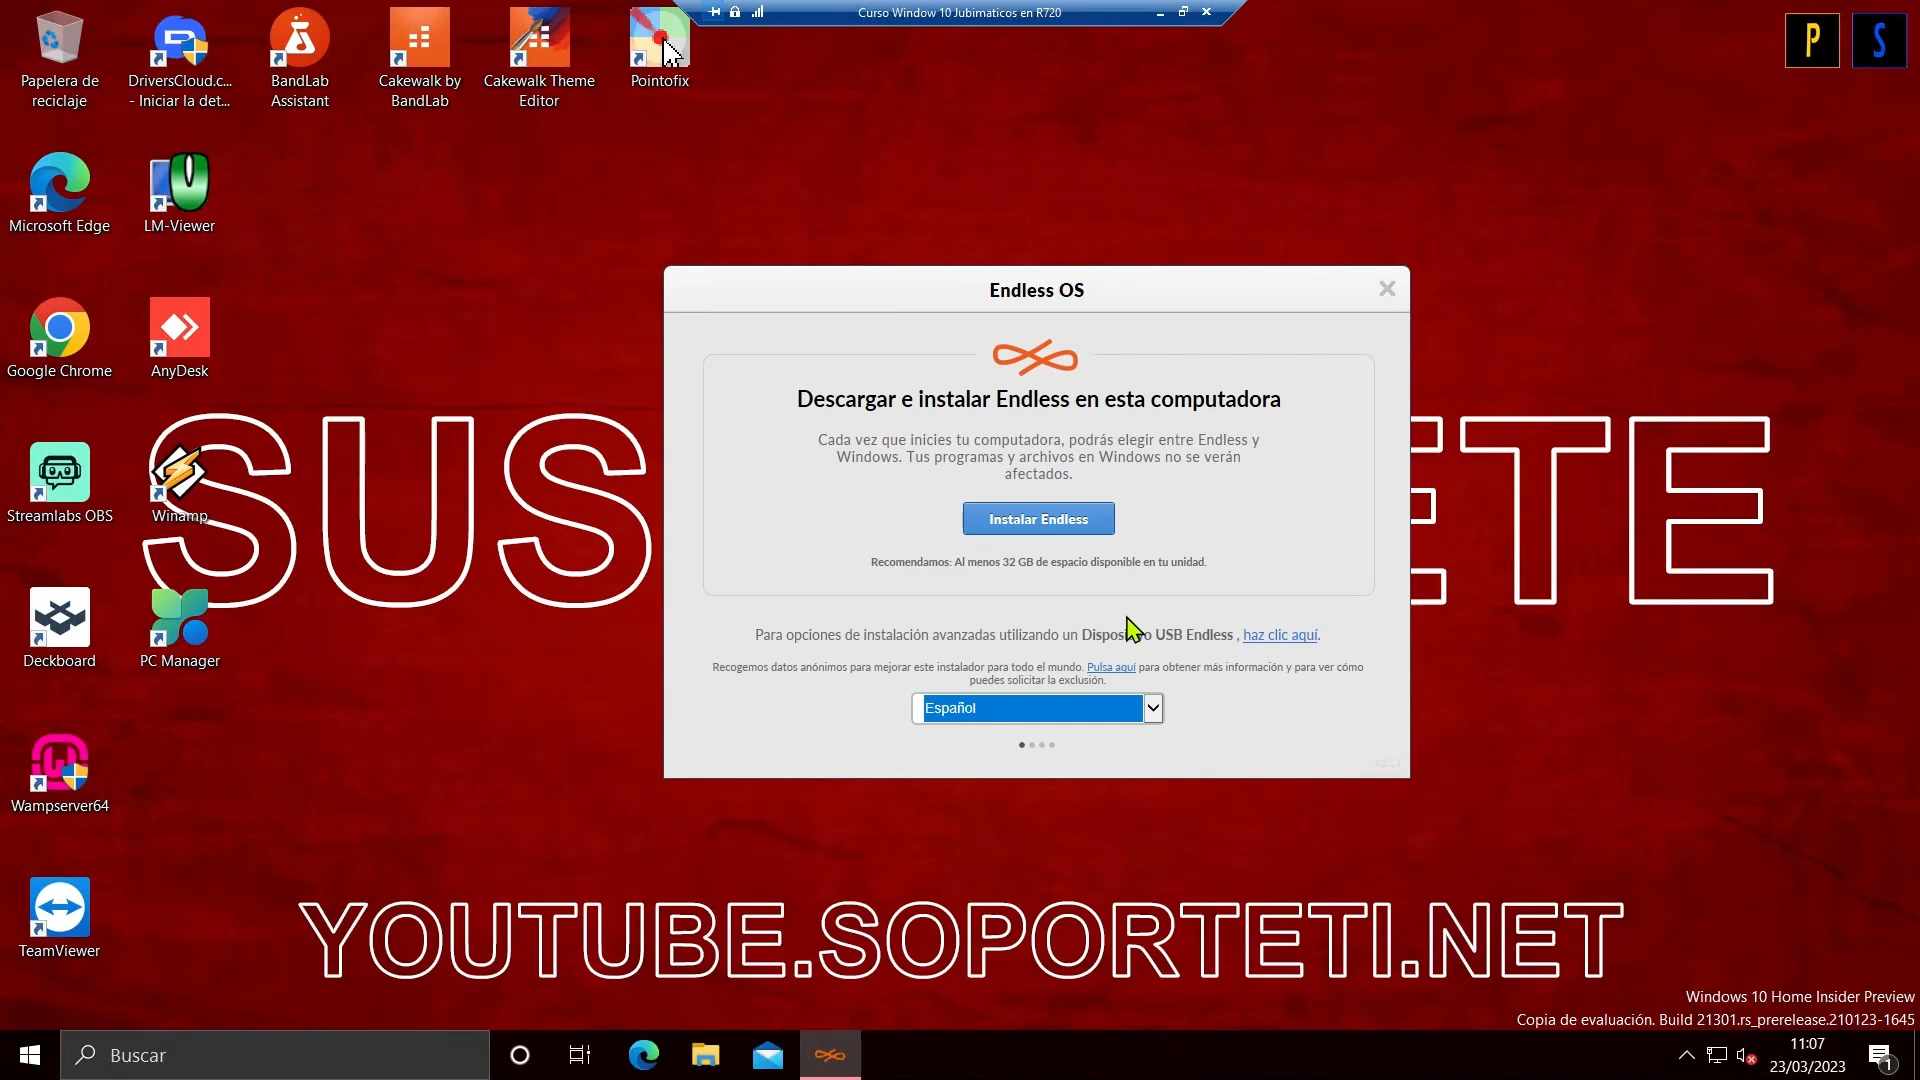 Curso Window 10 Jubimaticos en R720
P
S
Papelera de
reciclaje
DriversCloud.c...
- Iniciar la det...
BandLab
Assistant
Cakewalk by
BandLab
Cakewalk Theme
Editor
Pointofix
Microsoft Edge
LM-Viewer
Google Chrome
AnyDesk
Streamlabs OBS
Winamp
Deckboard
PC Manager
Wampserver64
TeamViewer
SUS
ETE
Endless OS
Descargar e instalar Endless en esta computadora
Cada vez que inicies tu computadora, podrás elegir entre Endless y
Windows. Tus programas y archivos en Windows no se verán
afectados.
Instalar Endless
Recomendamos: Al menos 32 GB de espacio disponible en tu unidad.
Para opciones de instalación avanzadas utilizando un USB Endless , haz clic aquí.
Recogemos datos anónimos para mejorar este instalador para todo el mundo. Pulsa aquí para obtener más información y para ver cómo
puedes solicitar la exclusión.
Español
YOUTUBE.SOPORTETI.NET
Windows 10 Home Insider Preview
Copia de evaluación. Build 21301.rs_prerelease.210123-1645
Buscar
11:07
23/03/2023
1